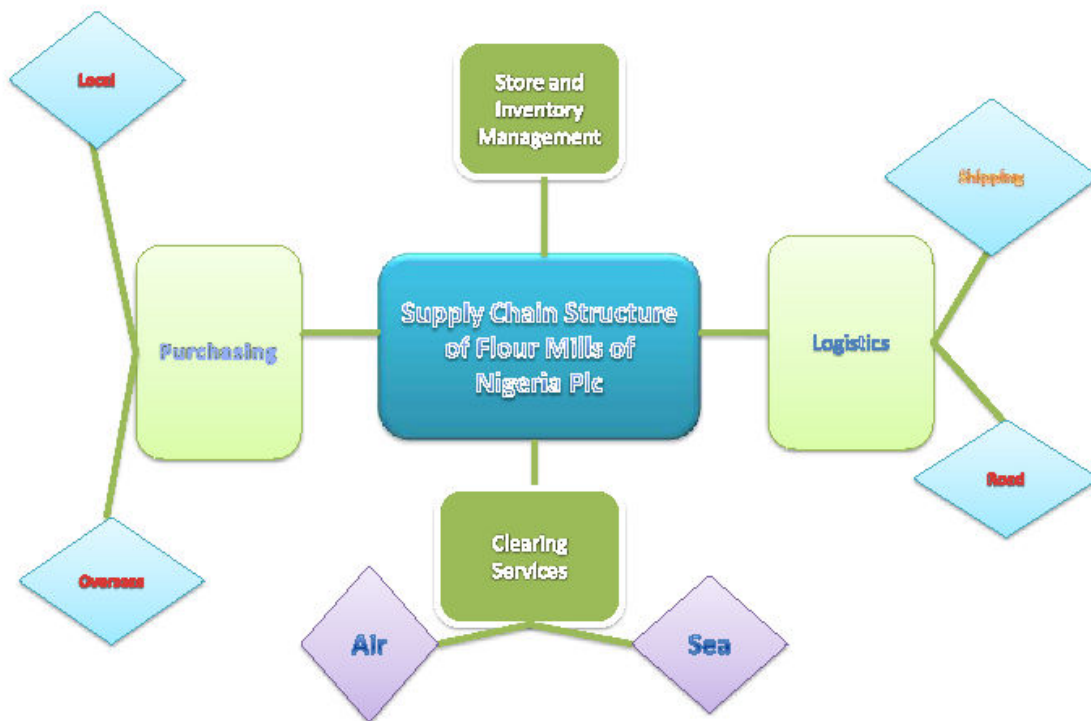 Local
Store and
Inventory
Management
Shipping
Purchasing
Supply Chain Structure
of Flour Mills of
Nigeria Plc
Logistics
Road
Overseas
Clearing
Services
Air
Sea